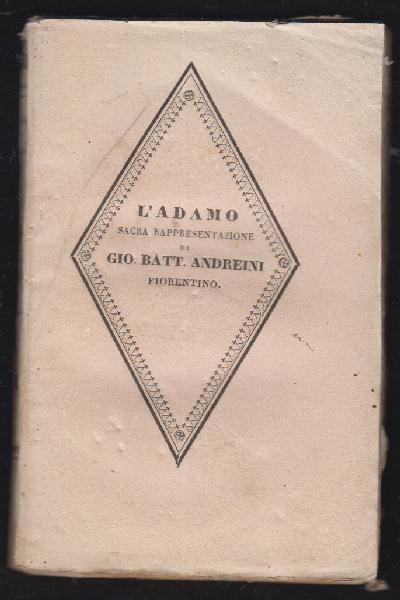 L'ADAMO
SACRA RAPPRESENTAZIONE
DI
GIO. BATT. ANDREINI
FIORENTINO.